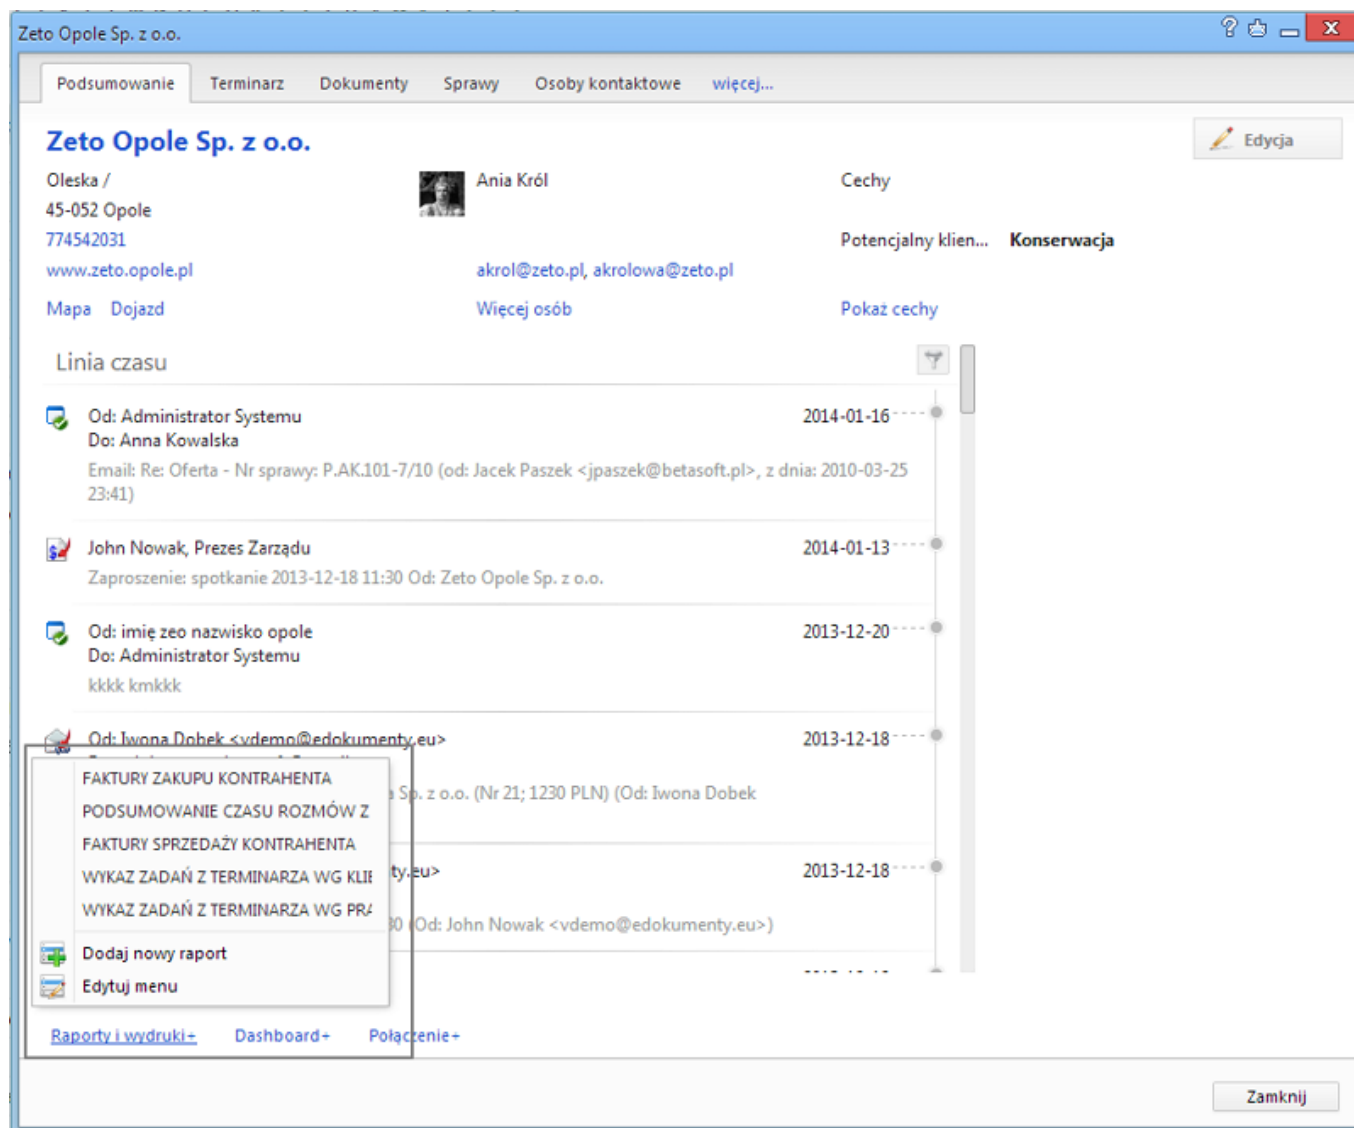 Zeto Opole Sp. z o.o.
Podsumowanie Terminarz Dokumenty Sprawy Osoby kontaktowe więcej...
Zeto Opole Sp. z o.o.
Edycja
Oleska /
45-052 Opole
774542031
www.zeto.opole.pl
Mapa Dojazd
Ania Król
akrol@zeto.pl, akrolowa@zeto.pl
Więcej osób
Cechy
Potencjalny klien... Konserwacja
Pokaż cechy
Linia czasu
Od: Administrator Systemu 2014-01-16
Do: Anna Kowalska
Email: Re: Oferta - Nr sprawy: P.AK.101-7/10 (od: Jacek Paszek <jpaszek@betasoft.pl>, z dnia: 2010-03-25
23:41)
John Nowak, Prezes Zarządu 2014-01-13
Zaproszenie: spotkanie 2013-12-18 11:30 Od: Zeto Opole Sp. z o.o.
Od: imię zeo nazwisko opole 2013-12-20
Do: Administrator Systemu
kkkk kmkkk
Od: Iwona Dobek <vdemo@edokumenty.eu> 2013-12-18
Sp. z o.o. (Nr 21; 1230 PLN) (Od: Iwona Dobek
ty.eu> 2013-12-18
(Od: John Nowak <vdemo@edokumenty.eu>)
FAKTURY ZAKUPU KONTRAHENTA
PODSUMOWANIE CZASU ROZMÓW Z
FAKTURY SPRZEDAŻY KONTRAHENTA
WYKAZ ZADAŃ Z TERMINARZA WG KLIE
WYKAZ ZADAŃ Z TERMINARZA WG PRA
Dodaj nowy raport
Edytuj menu
Raporty i wydruki+ Dashboard+ Połączenie+
Zamknij